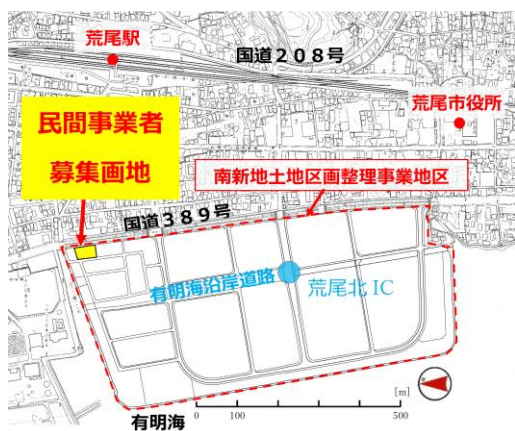 荒尾駅
国道208号
荒尾市役所
民間事業者
募集画地
南新地土地区画整理事業地区
国道389号
有明海沿岸道路
荒尾北IC
[m]
有明海
0 100 500